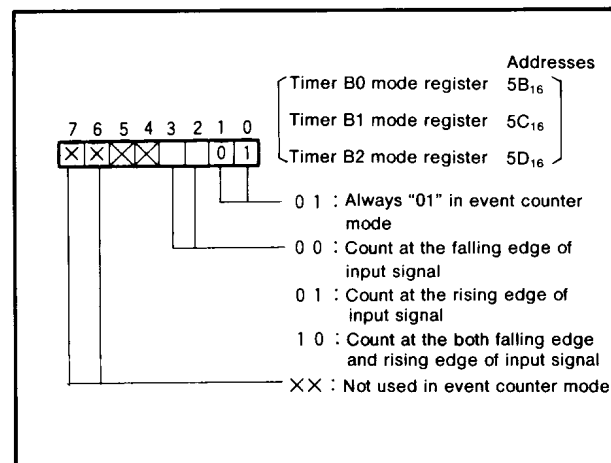 Addresses
Timer B0 mode register 5B₁₆
Timer B1 mode register 5C₁₆
Timer B2 mode register 5D₁₆
7 6 5 4 3 2 1 0
× × × × 0 1
0 1 : Always "01" in event counter
mode
0 0 : Count at the falling edge of
input signal
0 1 : Count at the rising edge of
input signal
1 0 : Count at the both falling edge
and rising edge of input signal
×× : Not used in event counter mode